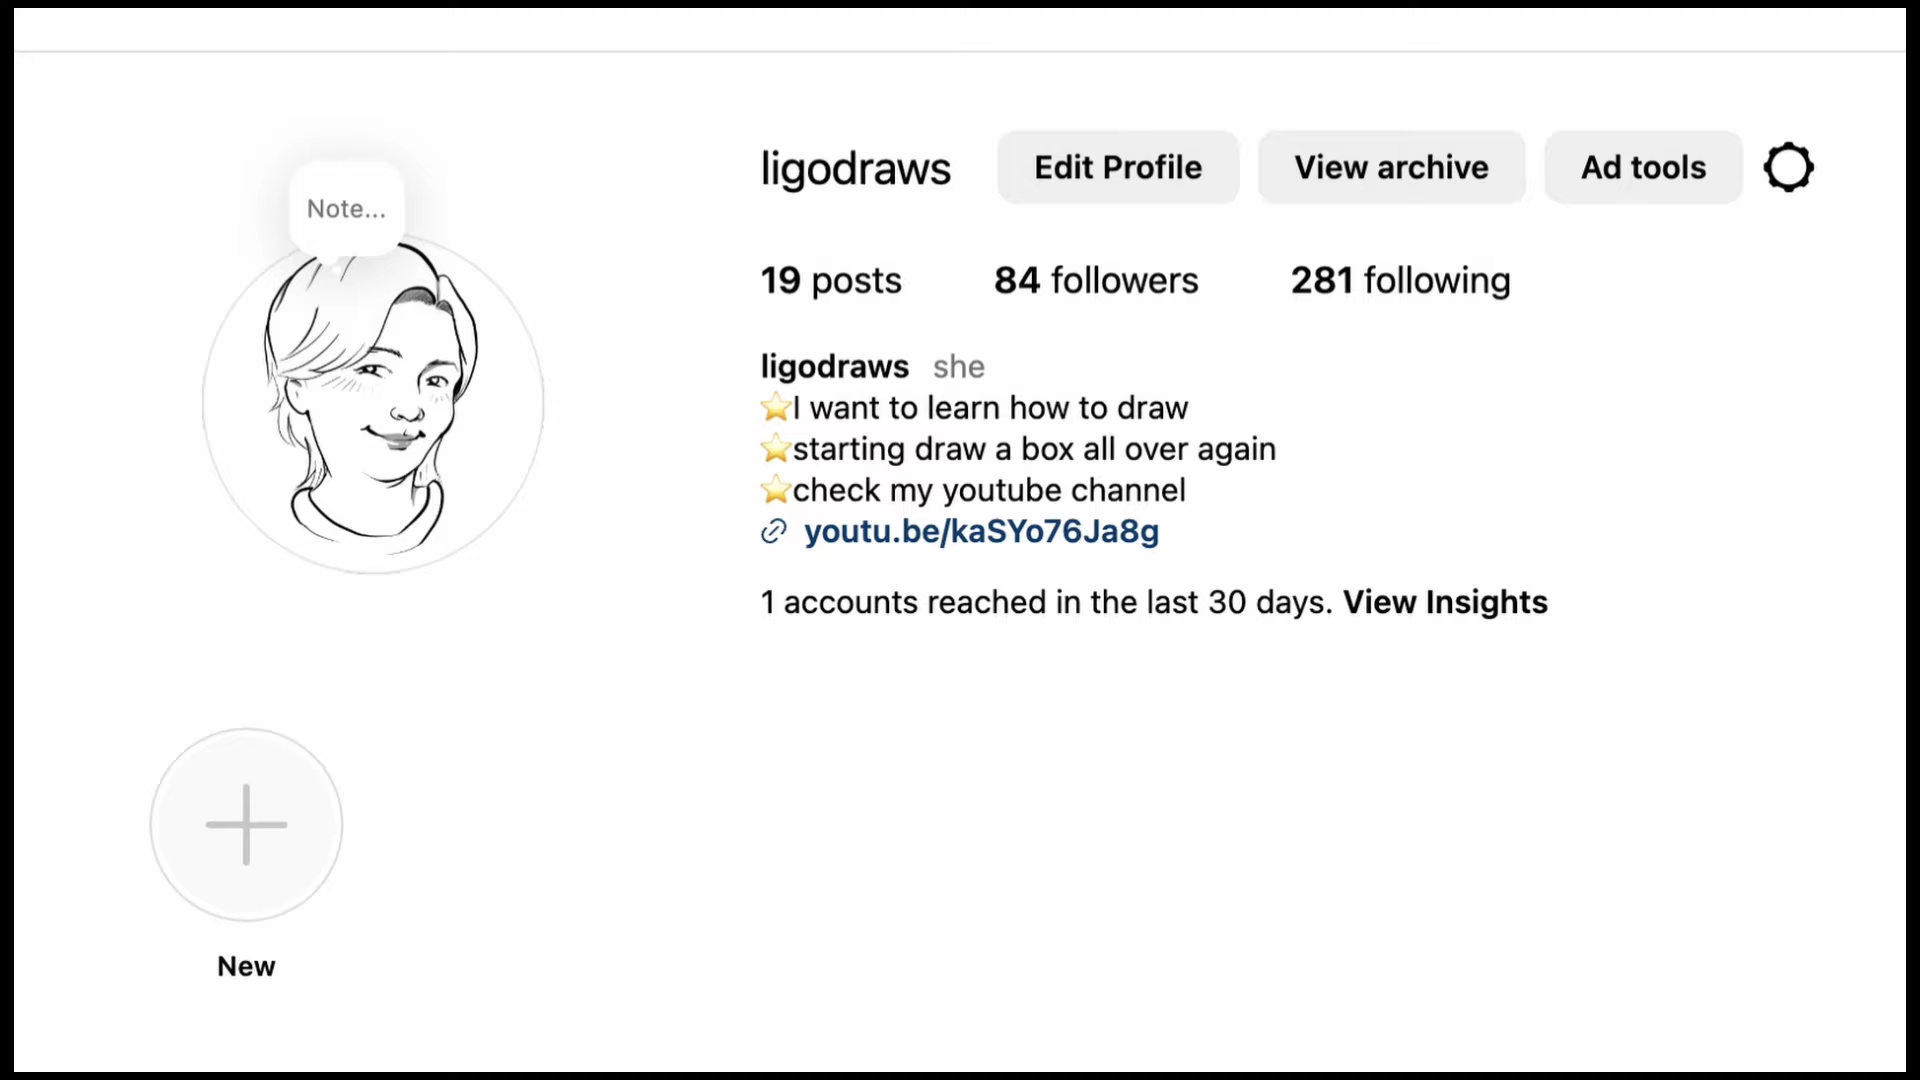 ligodraws Edit Profile View archive Ad tools
Note...
19 posts 84 followers 281 following
ligodraws she
⭐I want to learn how to draw
⭐starting draw a box all over again
⭐check my youtube channel
youtu.be/kaSYo76Ja8g
1 accounts reached in the last 30 days. View Insights
New